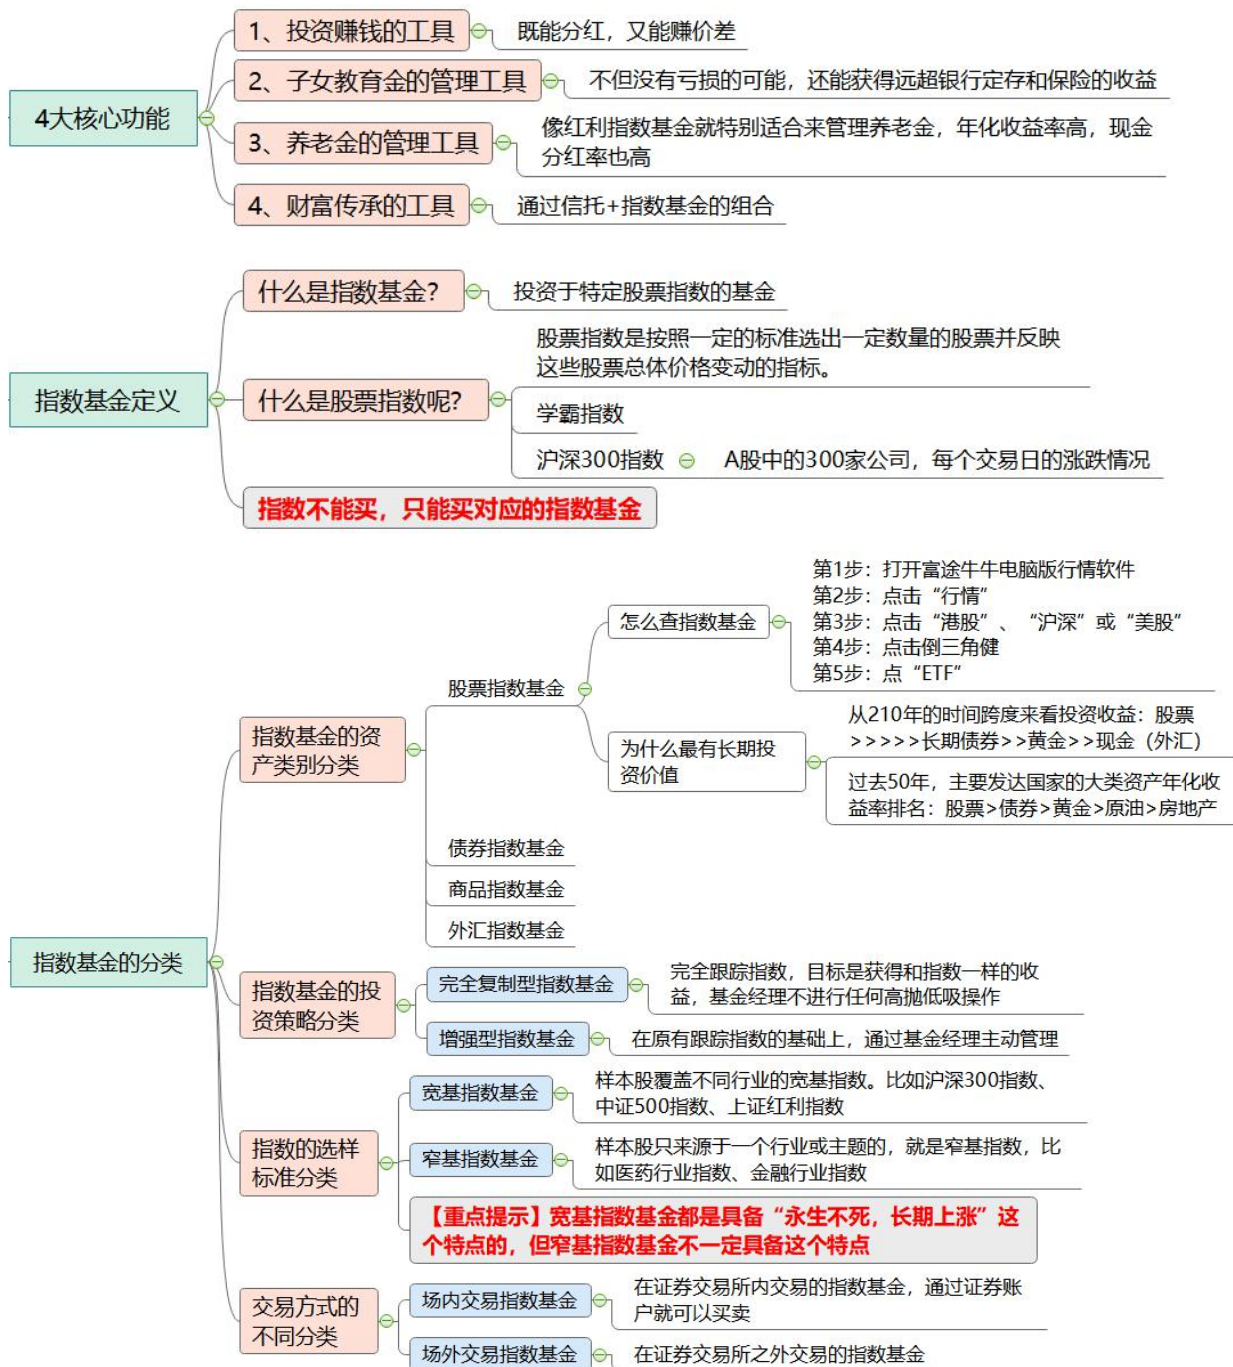 4大核心功能
1、投资赚钱的工具
既能分红，又能赚价差
2、子女教育金的管理工具
不但没有亏损的可能，还能获得远超银行定存和保险的收益
3、养老金的管理工具
像红利指数基金就特别适合来管理养老金，年化收益率高，现金
分红率也高
4、财富传承的工具
通过信托+指数基金的组合
指数基金定义
什么是指数基金？
投资于特定股票指数的基金
什么是股票指数呢？
股票指数是按照一定的标准选出一定数量的股票并反映
这些股票总体价格变动的指标。
学霸指数
沪深300指数
A股中的300家公司，每个交易日的涨跌情况
指数不能买，只能买对应的指数基金
指数基金的分类
指数基金的资
产类别分类
股票指数基金
怎么查指数基金
第1步：打开富途牛牛电脑版行情软件
第2步：点击“行情”
第3步：点击“港股”、“沪深”或“美股”
第4步：点击倒三角健
第5步：点“ETF”
为什么最有长期投
资价值
从210年的时间跨度来看投资收益：股票
>>>>>长期债券>>黄金>>现金（外汇）
过去50年，主要发达国家的大类资产年化收
益率排名：股票>债券>黄金>原油>房地产
债券指数基金
商品指数基金
外汇指数基金
指数基金的投
资策略分类
完全复制型指数基金
完全跟踪指数，目标是获得和指数一样的收
益，基金经理不进行任何高抛低吸操作
增强型指数基金
在原有跟踪指数的基础上，通过基金经理主动管理
指数的选样
标准分类
宽基指数基金
样本股覆盖不同行业的宽基指数。比如沪深300指数、
中证500指数、上证红利指数
窄基指数基金
样本股只来源于一个行业或主题的，就是窄基指数，比
如医药行业指数、金融行业指数
【重点提示】宽基指数基金都是具备“永生不死，长期上涨”这
个特点的，但窄基指数基金不一定具备这个特点
交易方式的
不同分类
场内交易指数基金
在证券交易所内交易的指数基金，通过证券账
户就可以买卖
场外交易指数基金
在证券交易所之外交易的指数基金